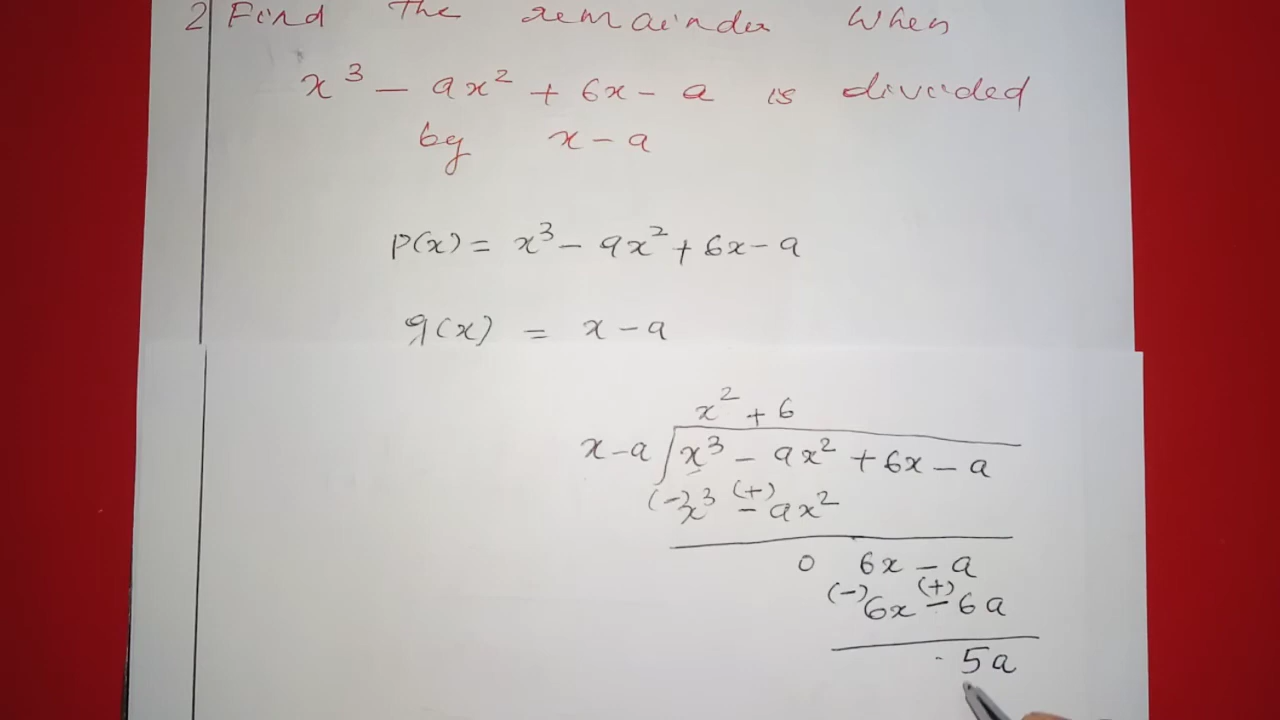 2 Find the remainder when
x³ - ax² + 6x - a is divided
by x - a
p(x) = x³ - ax² + 6x - a
g(x) = x - a
x² + 6
x - a x³ - ax² + 6x - a
(-)x³ (+)- ax²
0 6x - a
(-)6x (+)- 6a
5a